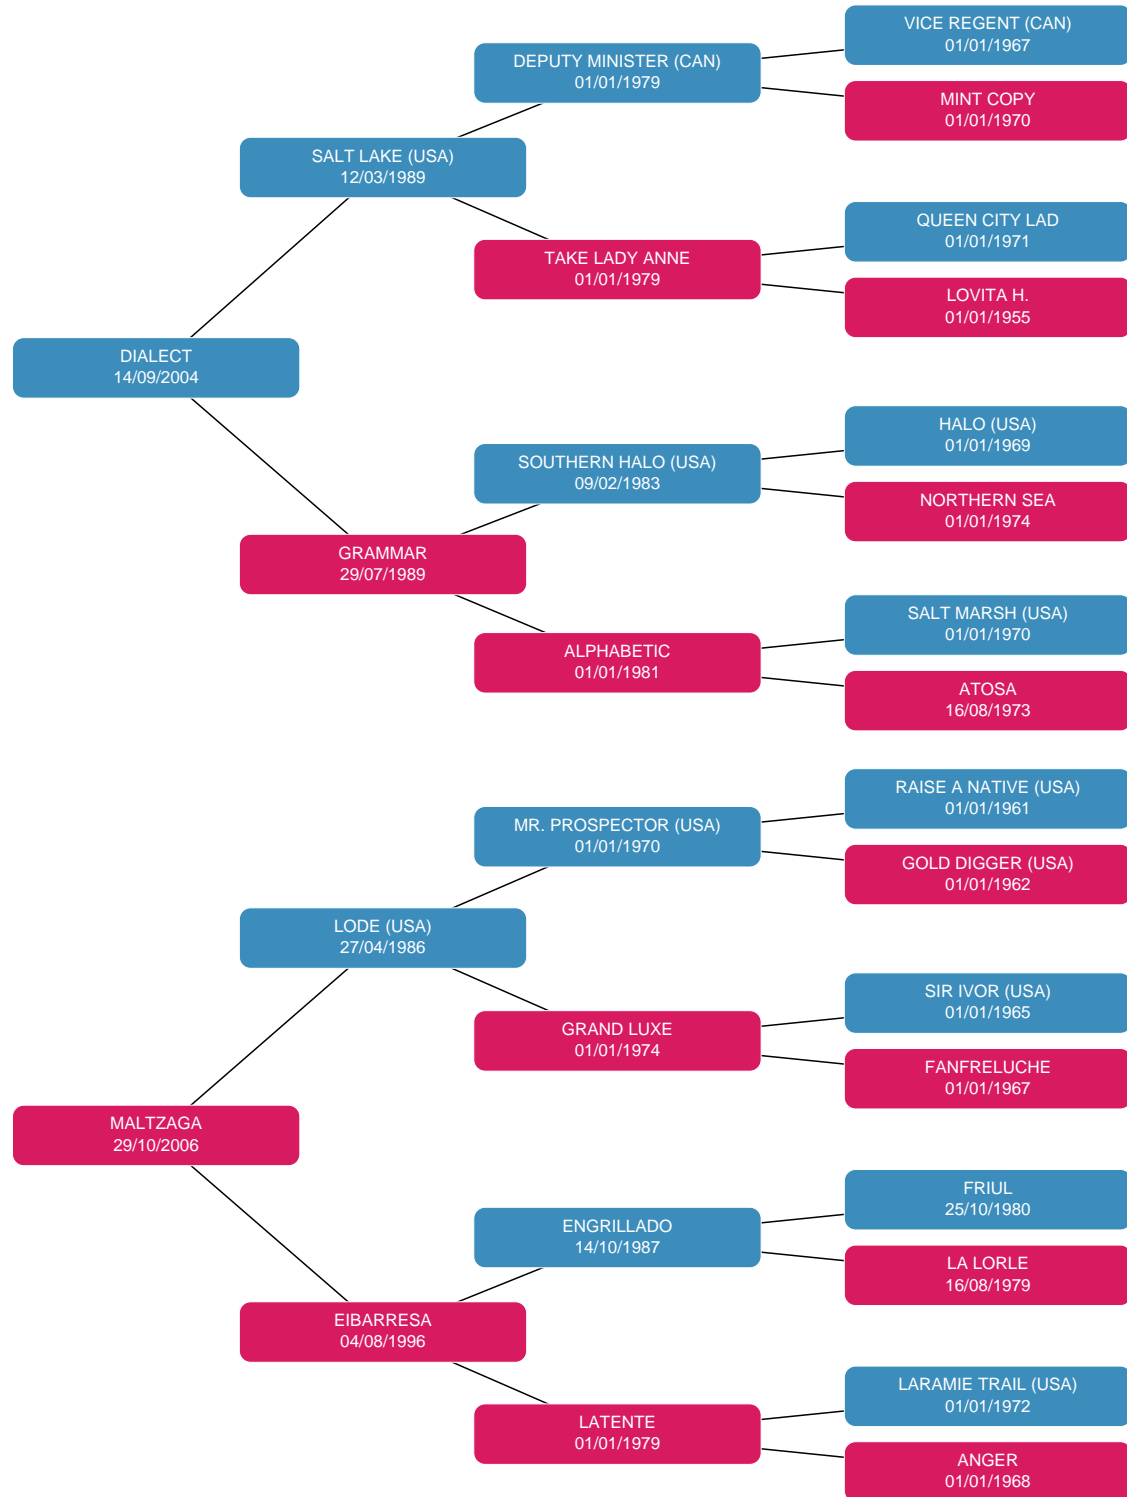 VICE REGENT (CAN)
01/01/1967
DEPUTY MINISTER (CAN)
01/01/1979
MINT COPY
01/01/1970
SALT LAKE (USA)
12/03/1989
QUEEN CITY LAD
01/01/1971
TAKE LADY ANNE
01/01/1979
LOVITA H.
01/01/1955
DIALECT
14/09/2004
HALO (USA)
01/01/1969
SOUTHERN HALO (USA)
09/02/1983
NORTHERN SEA
01/01/1974
GRAMMAR
29/07/1989
SALT MARSH (USA)
01/01/1970
ALPHABETIC
01/01/1981
ATOSA
16/08/1973
RAISE A NATIVE (USA)
01/01/1961
MR. PROSPECTOR (USA)
01/01/1970
GOLD DIGGER (USA)
01/01/1962
LODE (USA)
27/04/1986
SIR IVOR (USA)
01/01/1965
GRAND LUXE
01/01/1974
FANFRELUCHE
01/01/1967
MALTZAGA
29/10/2006
FRIUL
25/10/1980
ENGRILLADO
14/10/1987
LA LORLE
16/08/1979
EIBARRESA
04/08/1996
LARAMIE TRAIL (USA)
01/01/1972
LATENTE
01/01/1979
ANGER
01/01/1968